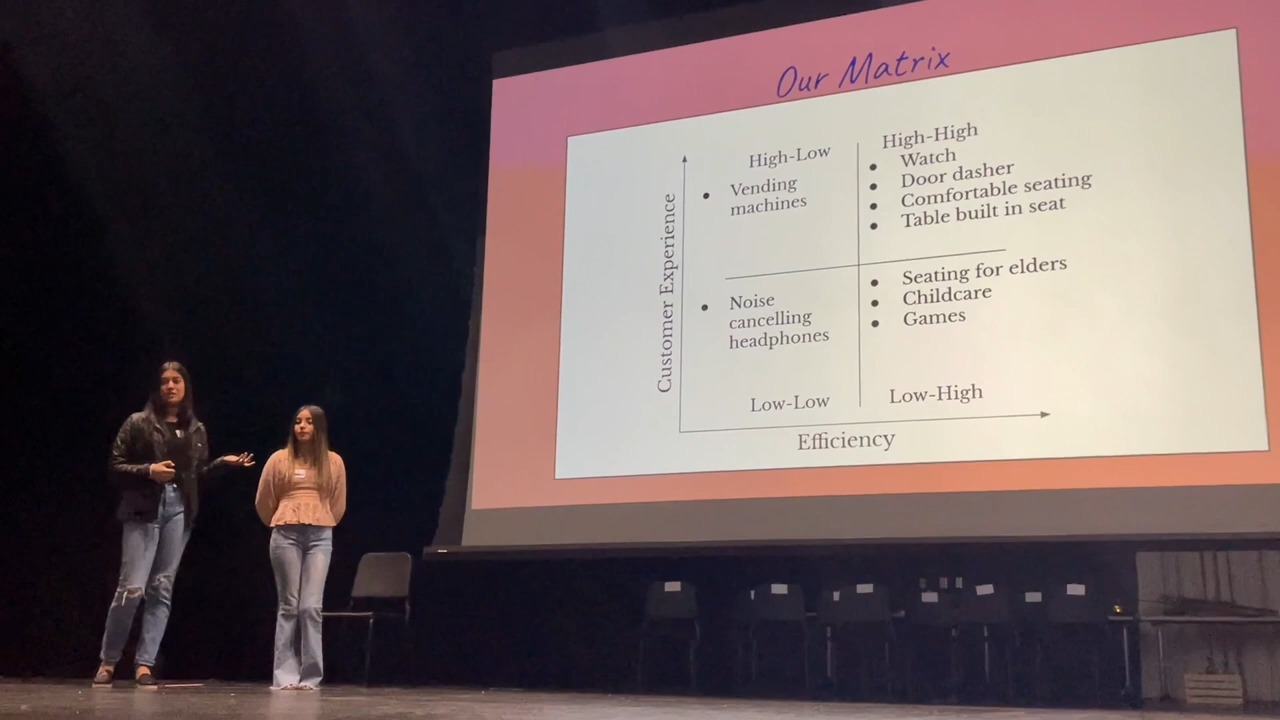 Our Matrix
High-Low
Vending
machines
High-High
Watch
Door dasher
Comfortable seating
Table built in seat
Customer Experience
Noise
cancelling
headphones
Low-Low
Seating for elders
Childcare
Games
Low-High
Efficiency